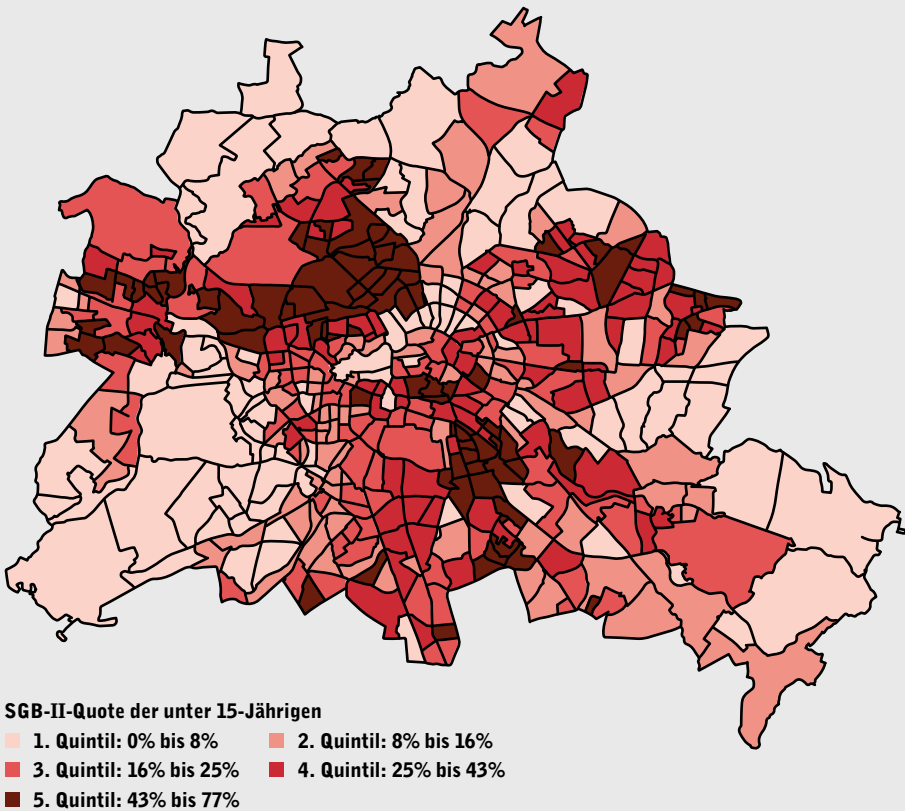 SGB-II-Quote der unter 15-Jährigen
1. Quintil: 0% bis 8% 2. Quintil: 8% bis 16%
3. Quintil: 16% bis 25% 4. Quintil: 25% bis 43%
5. Quintil: 43% bis 77%